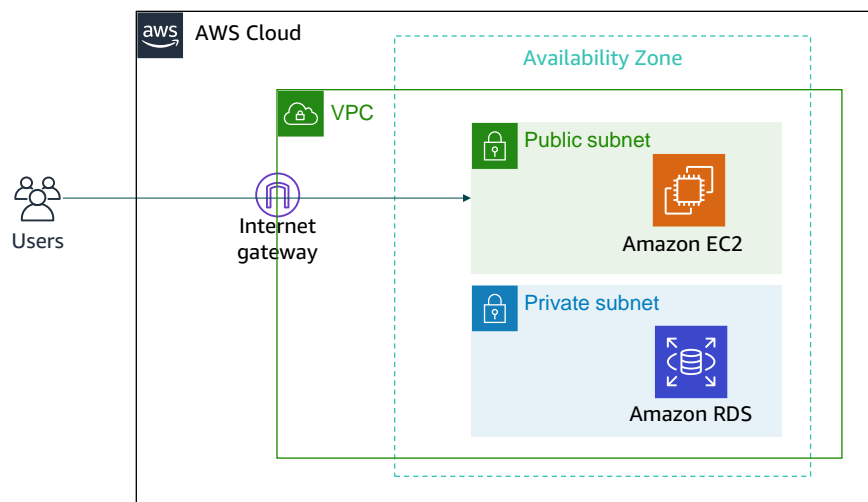 aws
AWS Cloud
Availability Zone
VPC
Public subnet
Users
Internet
gateway
Amazon EC2
Private subnet
Amazon RDS